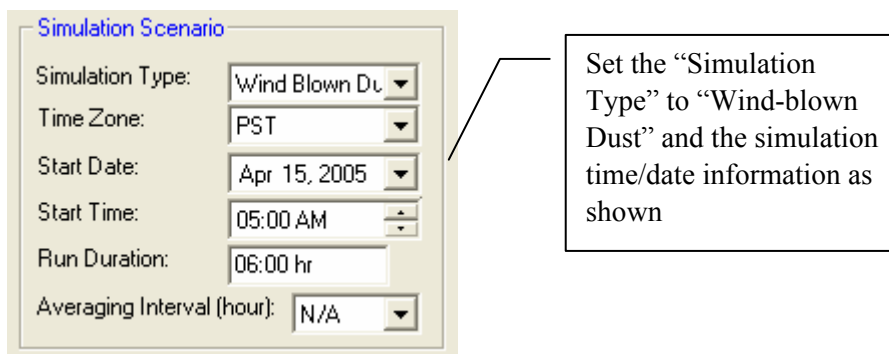 Simulation Scenario
Simulation Type: Wind Blown Du
Time Zone: PST
Start Date: Apr 15, 2005
Start Time: 05:00 AM
Run Duration: 06:00 hr
Averaging Interval (hour): N/A
Set the “Simulation
Type” to “Wind-blown
Dust” and the simulation
time/date information as
shown